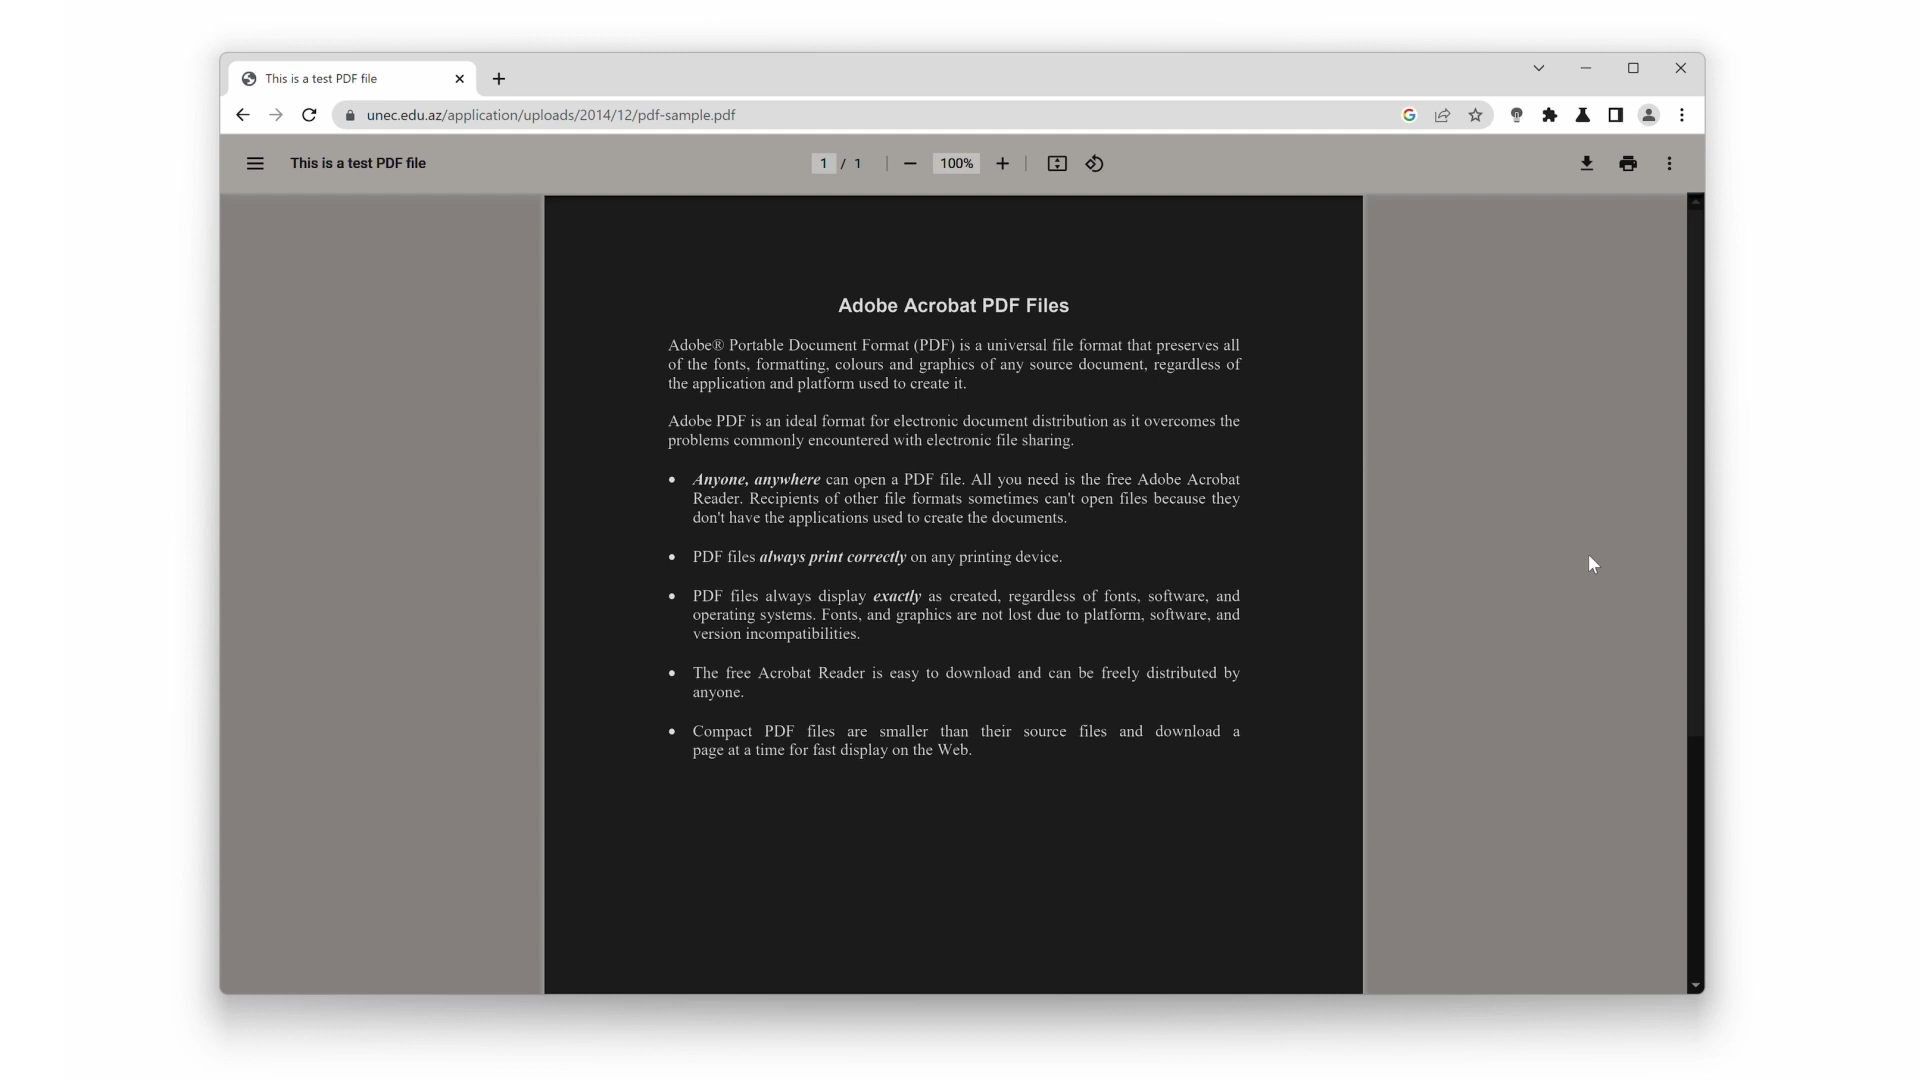 This is a test PDF file
unec.edu.az/application/uploads/2014/12/pdf-sample.pdf
This is a test PDF file
1 / 1
100%
Adobe Acrobat PDF Files
Adobe® Portable Document Format (PDF) is a universal file format that preserves all
of the fonts, formatting, colours and graphics of any source document, regardless of
the application and platform used to create it.
Adobe PDF is an ideal format for electronic document distribution as it overcomes the
problems commonly encountered with electronic file sharing.
• Anyone, anywhere can open a PDF file. All you need is the free Adobe Acrobat
Reader. Recipients of other file formats sometimes can't open files because they
don't have the applications used to create the documents.
• PDF files always print correctly on any printing device.
• PDF files always display exactly as created, regardless of fonts, software, and
operating systems. Fonts, and graphics are not lost due to platform, software, and
version incompatibilities.
• The free Acrobat Reader is easy to download and can be freely distributed by
anyone.
• Compact PDF files are smaller than their source files and download a
page at a time for fast display on the Web.